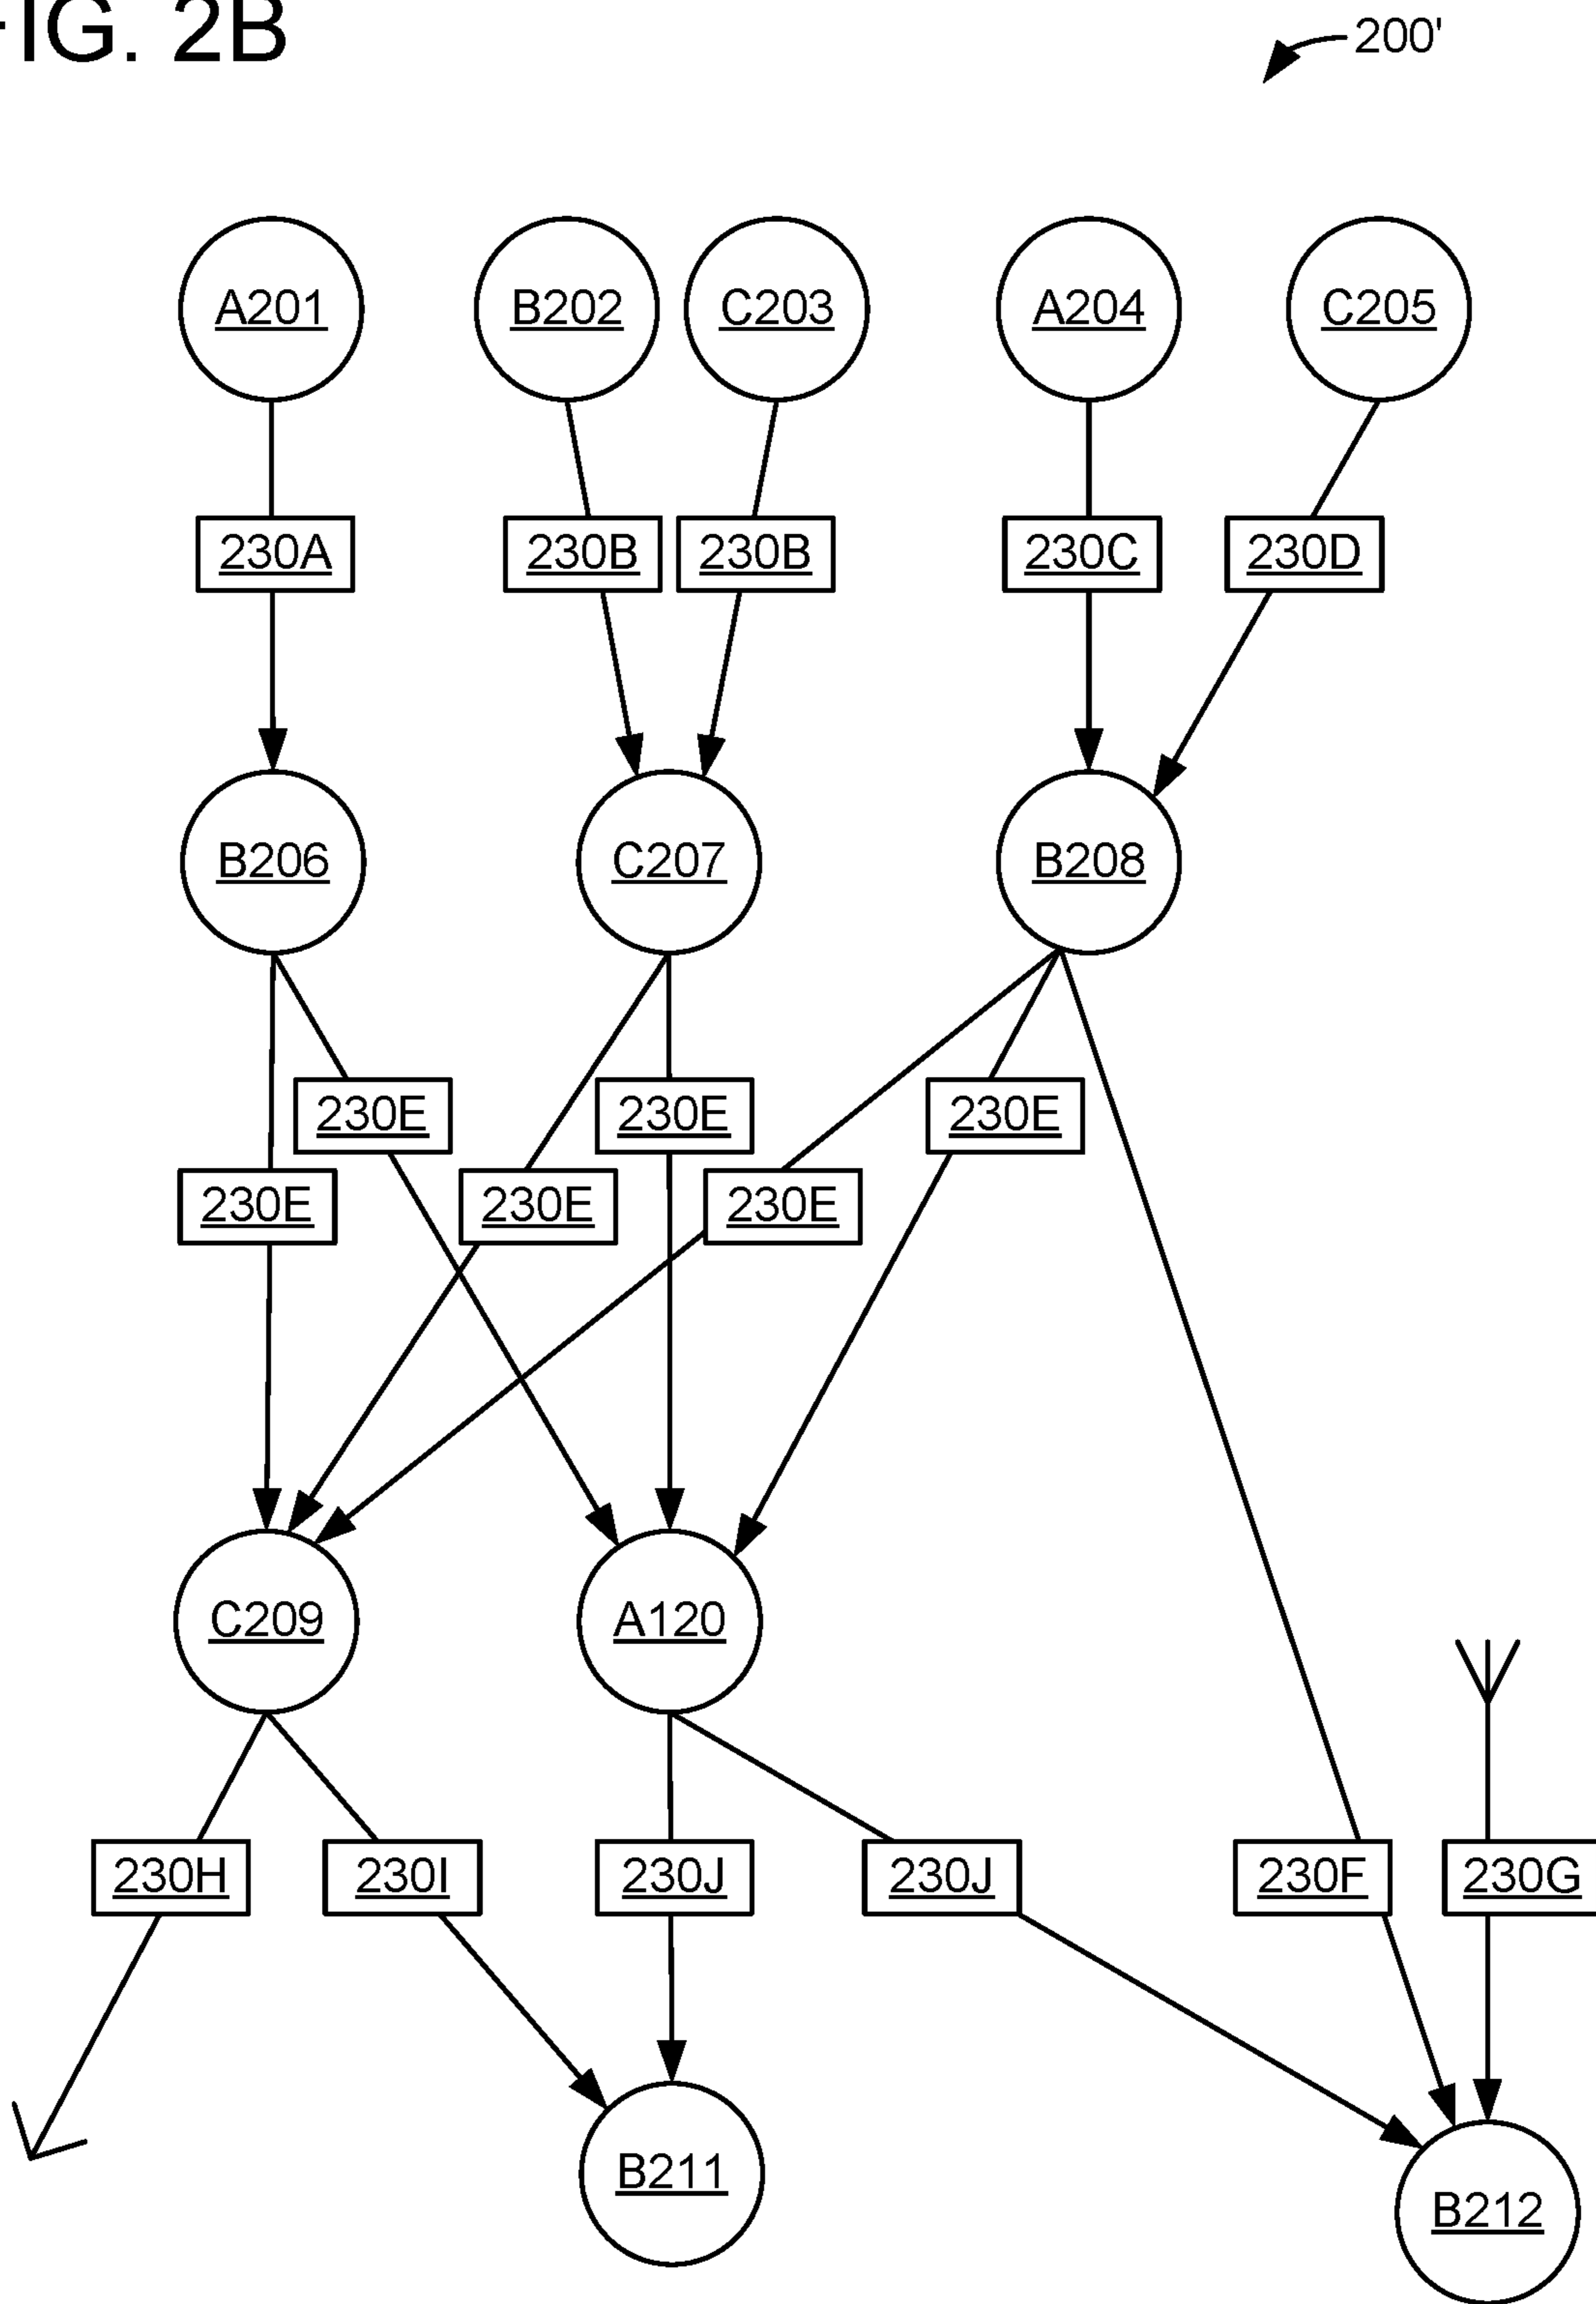 FIG. 2B
200'
A201 B202 C203 A204 C205
230A 230B 230B 230C 230D
B206 C207 B208
230E 230E 230E
230E 230E 230E
C209 A120
230H 230I 230J 230J 230F 230G
B211
B212